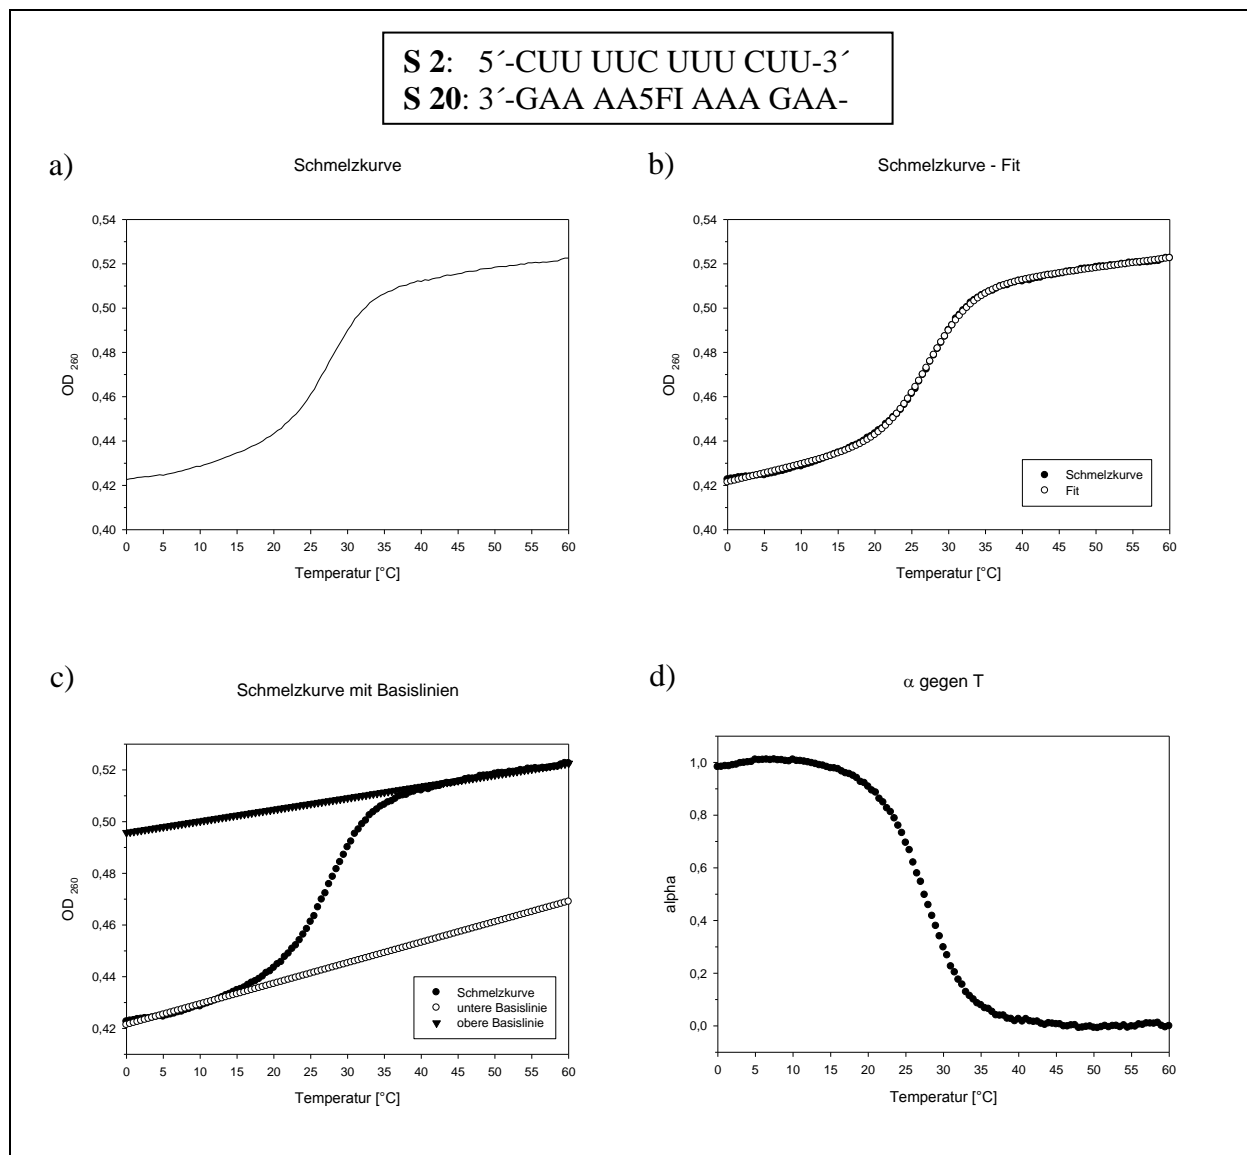 S 2: 5´-CUU UUC UUU CUU-3´
S 20: 3´-GAA AA5FI AAA GAA-
a)
Schmelzkurve
OD 260
0,54
0,52
0,50
0,48
0,46
0,44
0,42
0,40
0 5 10 15 20 25 30 35 40 45 50 55 60
Temperatur [°C]
b)
Schmelzkurve - Fit
OD 260
0,54
0,52
0,50
0,48
0,46
0,44
0,42
0,40
Schmelzkurve
Fit
0 5 10 15 20 25 30 35 40 45 50 55 60
Temperatur [°C]
c)
Schmelzkurve mit Basislinien
OD 260
0,52
0,50
0,48
0,46
0,44
0,42
Schmelzkurve
untere Basislinie
obere Basislinie
0 5 10 15 20 25 30 35 40 45 50 55 60
Temperatur [°C]
d)
α gegen T
alpha
1,0
0,8
0,6
0,4
0,2
0,0
0 5 10 15 20 25 30 35 40 45 50 55 60
Temperatur [°C]